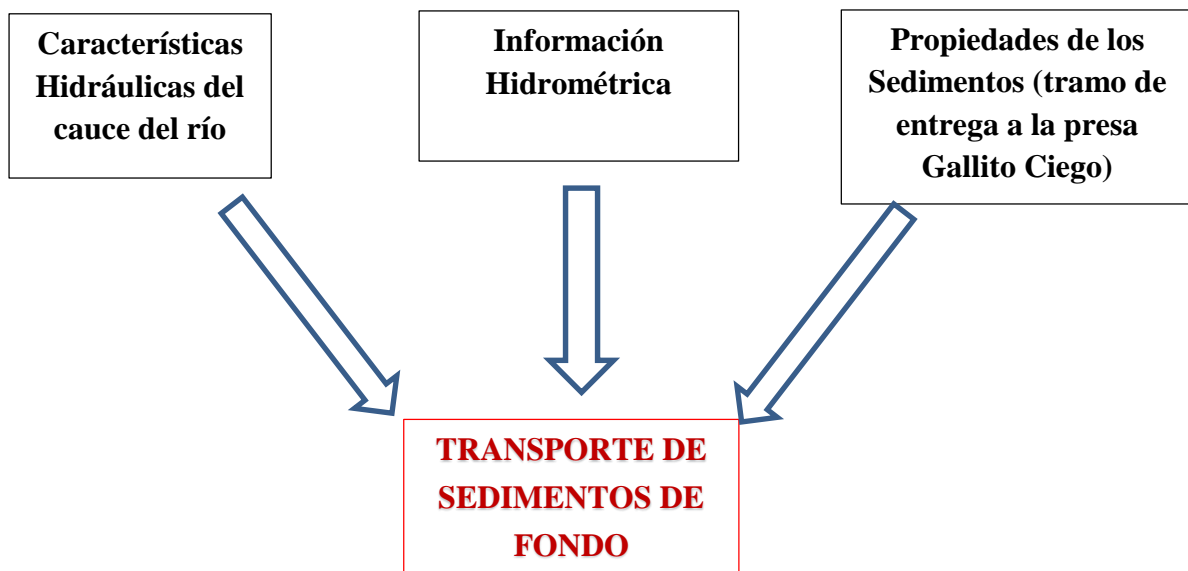 Características
Hidráulicas del
cauce del río
Información
Hidrométrica
Propiedades de los
Sedimentos (tramo de
entrega a la presa
Gallito Ciego)
TRANSPORTE DE
SEDIMENTOS DE
FONDO